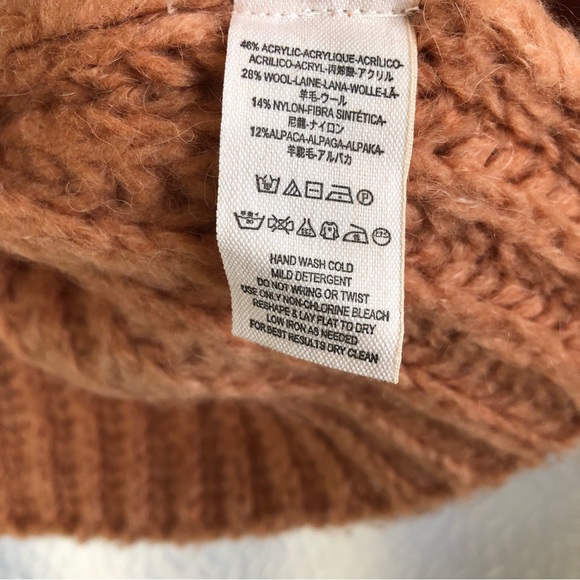 46% ACRYLIC-ACRYLIQUE-ACRÍLICO-
ACRILICO-ACRYL-丙烯酸-アクリル
28% WOOL-LAINE-LANA-WOLLE-LÃ
羊毛-ウール
14% NYLON-FIBRA SINTÉTICA-
尼龍-ナイロン
12%ALPACA-ALPAGA-ALPAKA-
羊駝毛-アルパカ
HAND WASH COLD
MILD DETERGENT
DO NOT WRING OR TWIST
USE ONLY NON-CHLORINE BLEACH
RESHAPE & LAY FLAT TO DRY
LOW IRON AS NEEDED
FOR BEST RESULTS DRY CLEAN